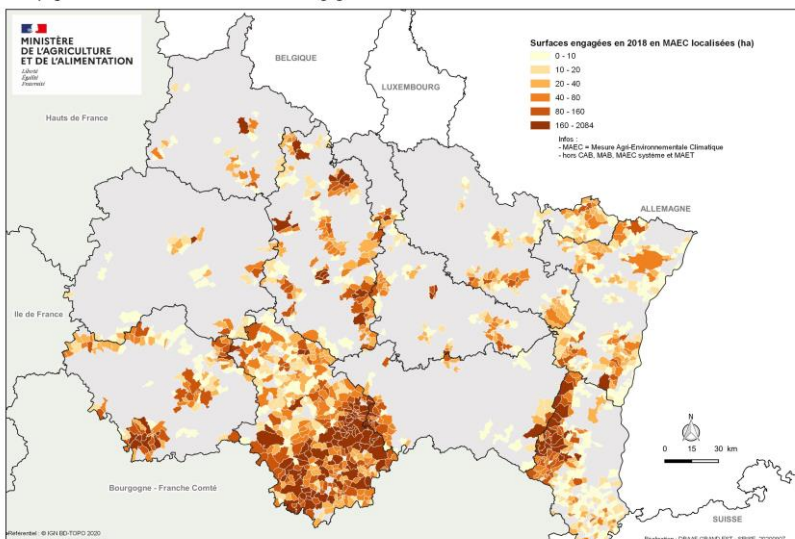 MINISTÈRE
DE L'AGRICULTURE
ET DE L'ALIMENTATION
Liberté
Égalité
Fraternité
BELGIQUE
LUXEMBOURG
Hauts de France
Surfaces engagées en 2018 en MAEC localisées (ha)
0 - 10
10 - 20
20 - 40
40 - 80
80 - 160
160 - 2084
Infos :
- MAEC = Mesure Agri-Environnementale Climatique
- hors CAB, MAB, MAEC système et MAET
ALLEMAGNE
Ile de France
N
0 15 30 km
Bourgogne - Franche Comté
SUISSE
Référentiel : © IGN BD-TOPO 2020